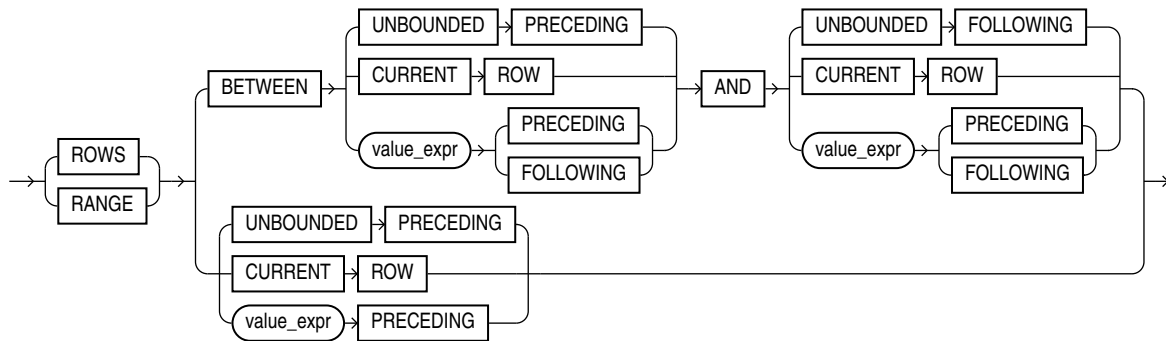 UNBOUNDED PRECEDING UNBOUNDED FOLLOWING
CURRENT ROW CURRENT ROW
BETWEEN AND
value_expr PRECEDING value_expr PRECEDING
FOLLOWING FOLLOWING
ROWS
RANGE
UNBOUNDED PRECEDING
CURRENT ROW
value_expr PRECEDING